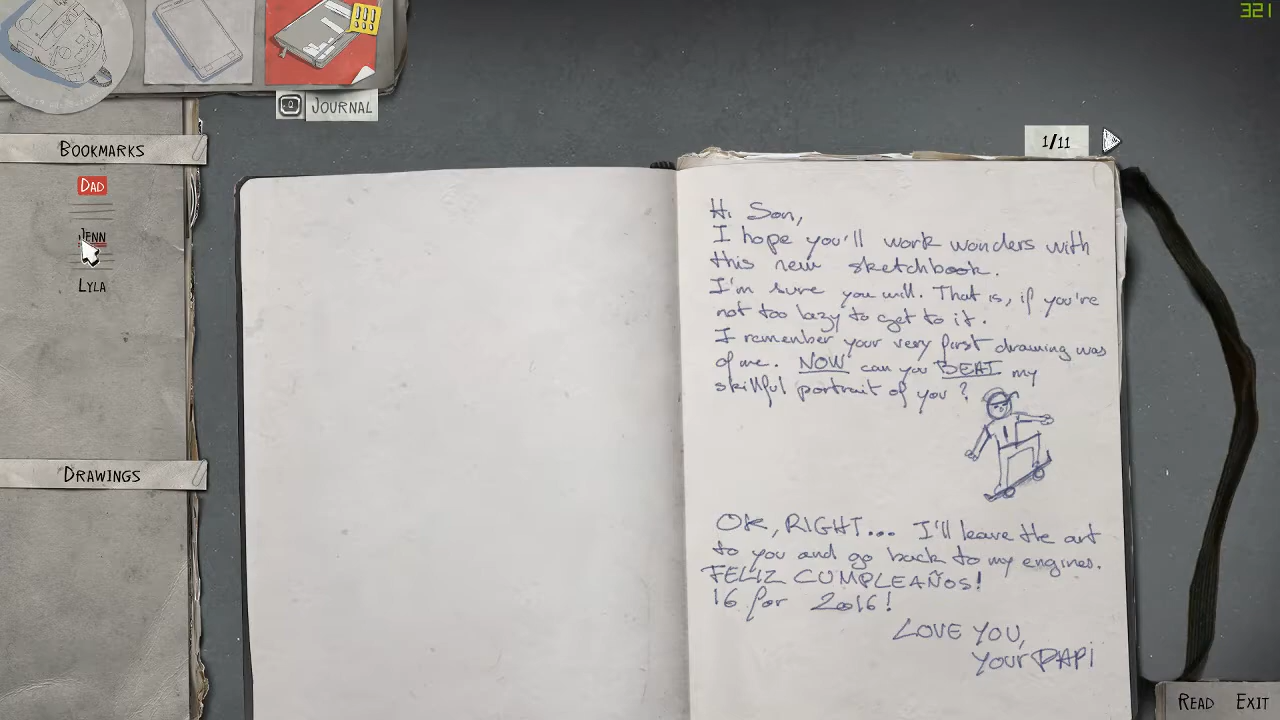 321
JOURNAL
BOOKMARKS
DAD
JENN
LYLA
DRAWINGS
1/11
Hi Son,
I hope you'll work wonders with
this new sketchbook.
I'm sure you will. That is, if you're
not too lazy to get to it.
I remember your very first drawing was
of me. NOW can you BEAT my
skillful portrait of you?
OK, RIGHT... I'll leave the art
to you and go back to my engines.
FELIZ CUMPLEAÑOS!
16 for 2016!
LOVE YOU,
your PAPI
READ EXIT